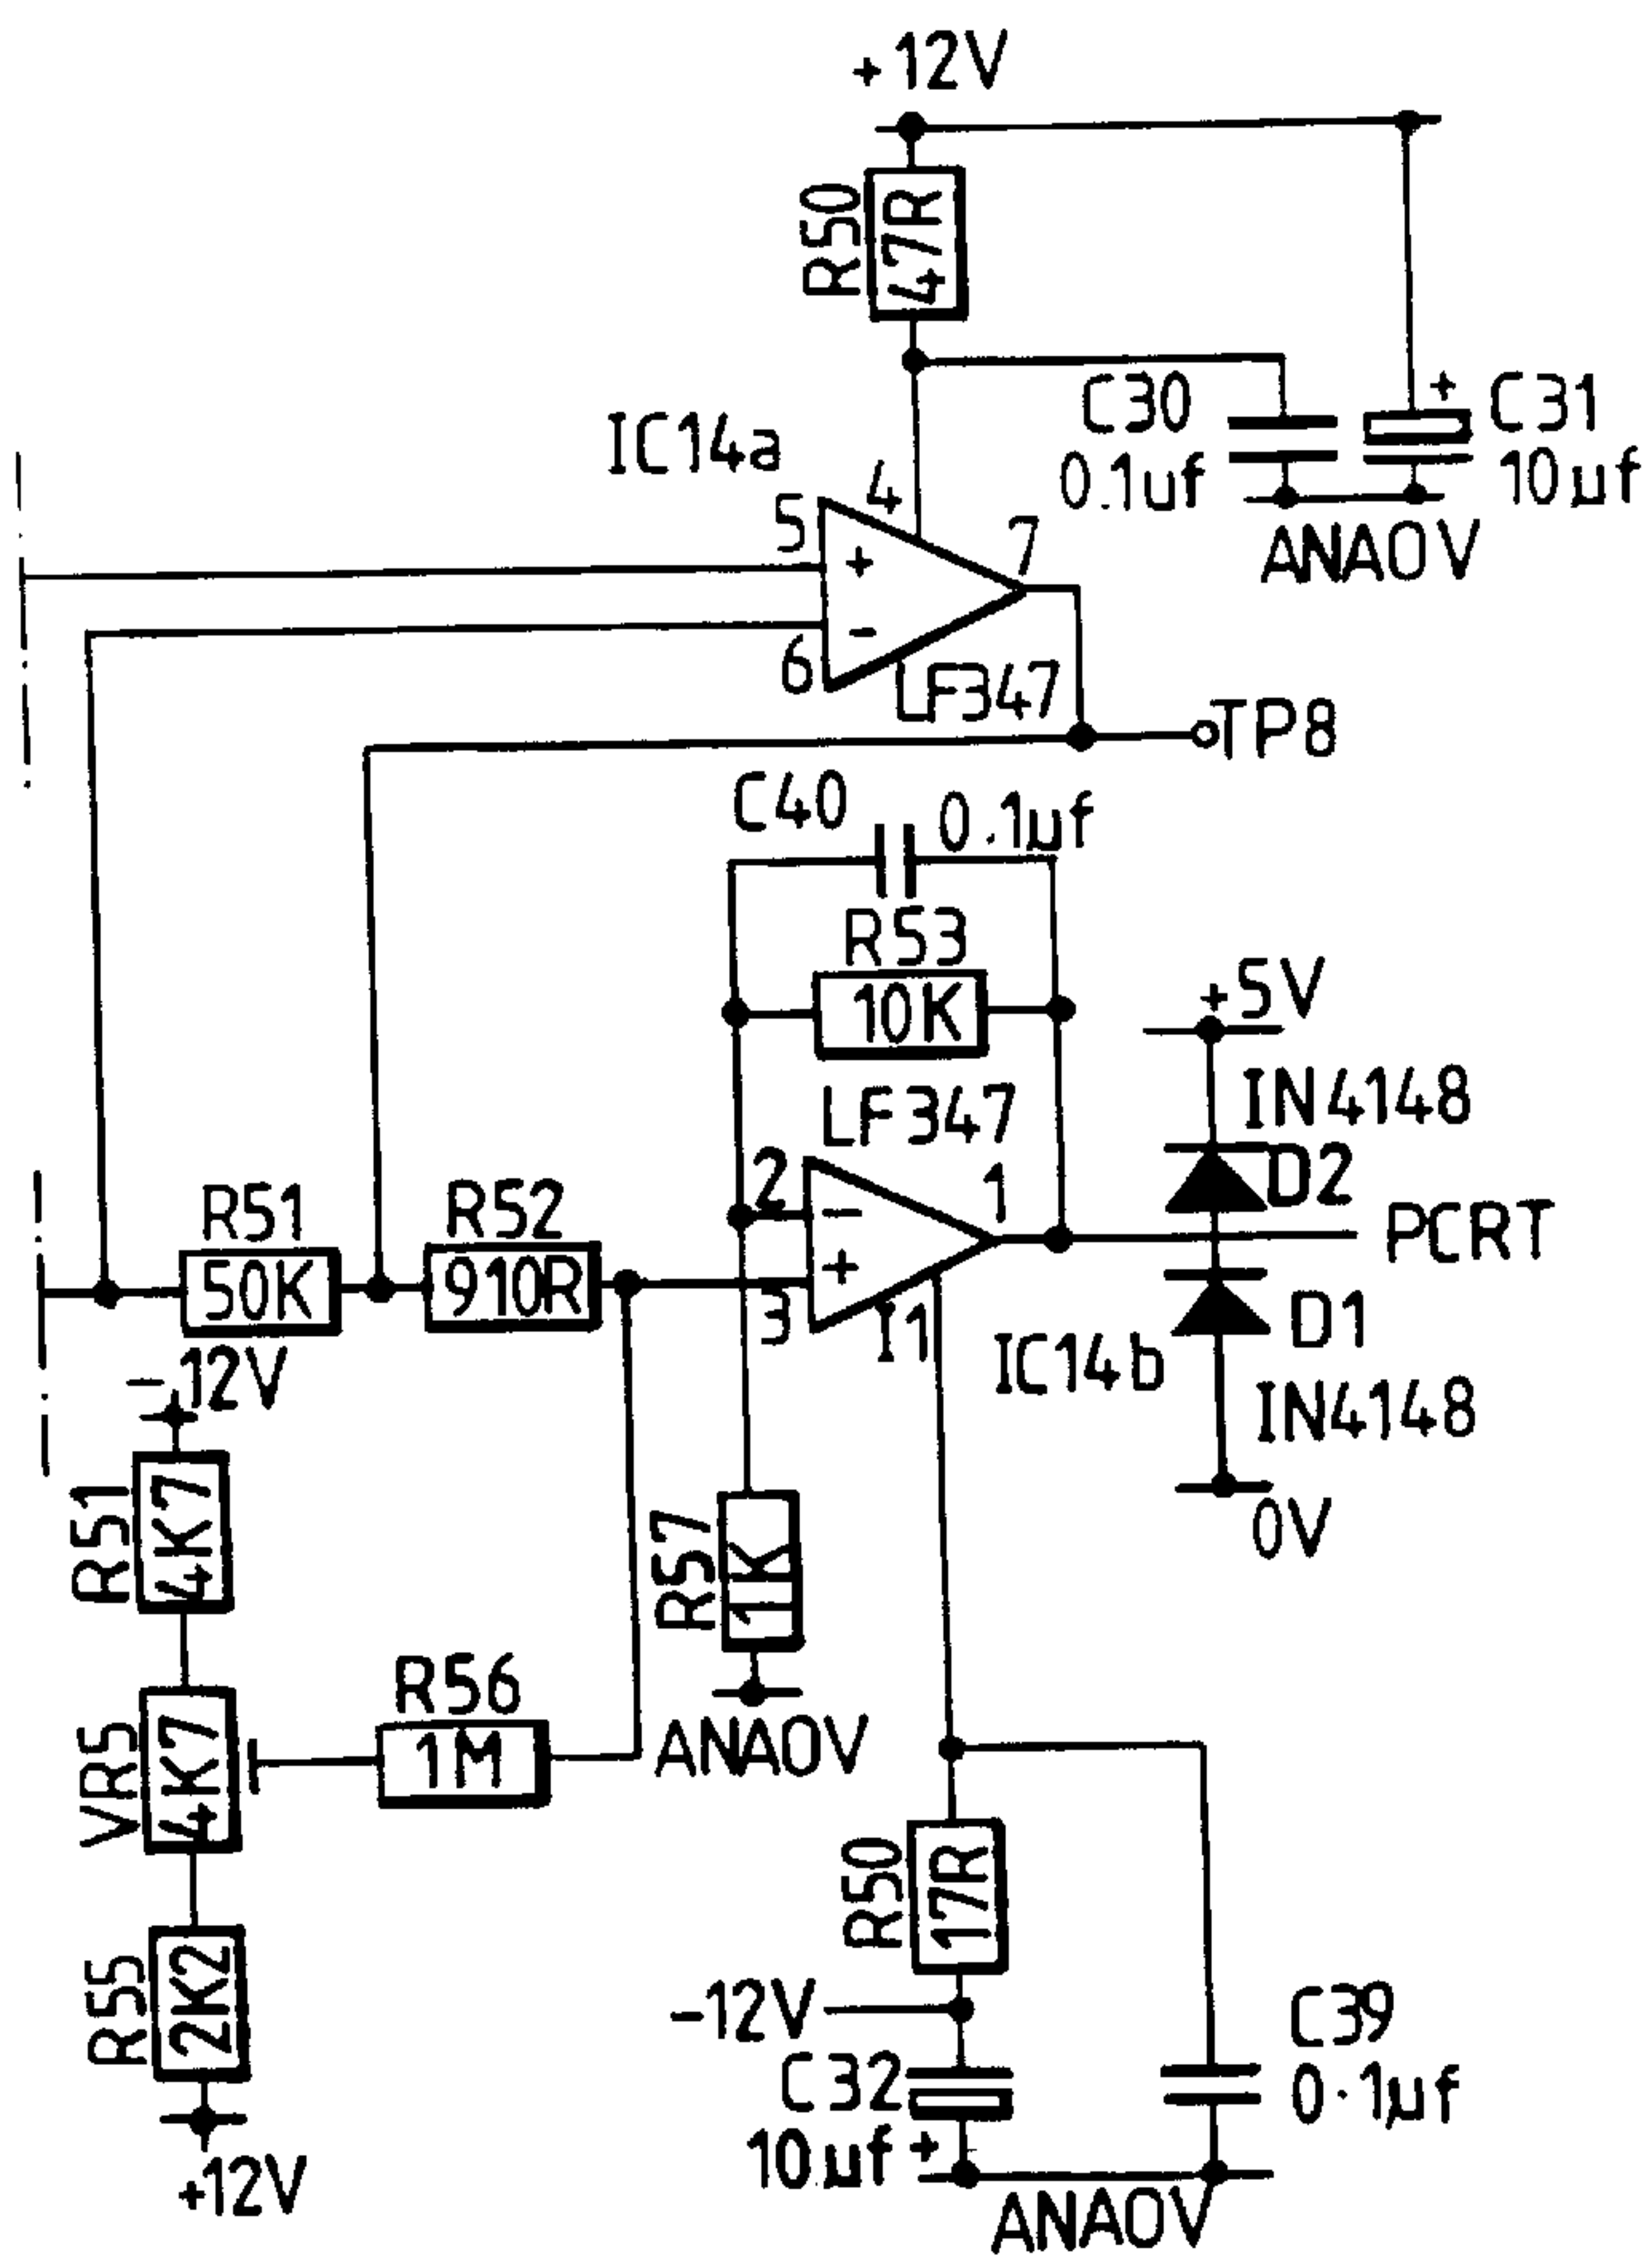 +12V
R50
47R
C30
0.1uf
+
C31
10µf
ANA0V
IC14a
5
4
7
+
-
6
LF347
TP8
C40
0.1µf
R53
10K
LF347
+5V
IN4148
D2
2
1
-
+
3
11
PCRT
IC14b
D1
IN4148
0V
R51
50K
R52
910R
-12V
R51
4K7
R57
1K
ANA0V
VR5
4K7
R56
1M
R50
17R
R55
2K2
+12V
-12V
C32
10µf +
C39
0.1µf
ANA0V